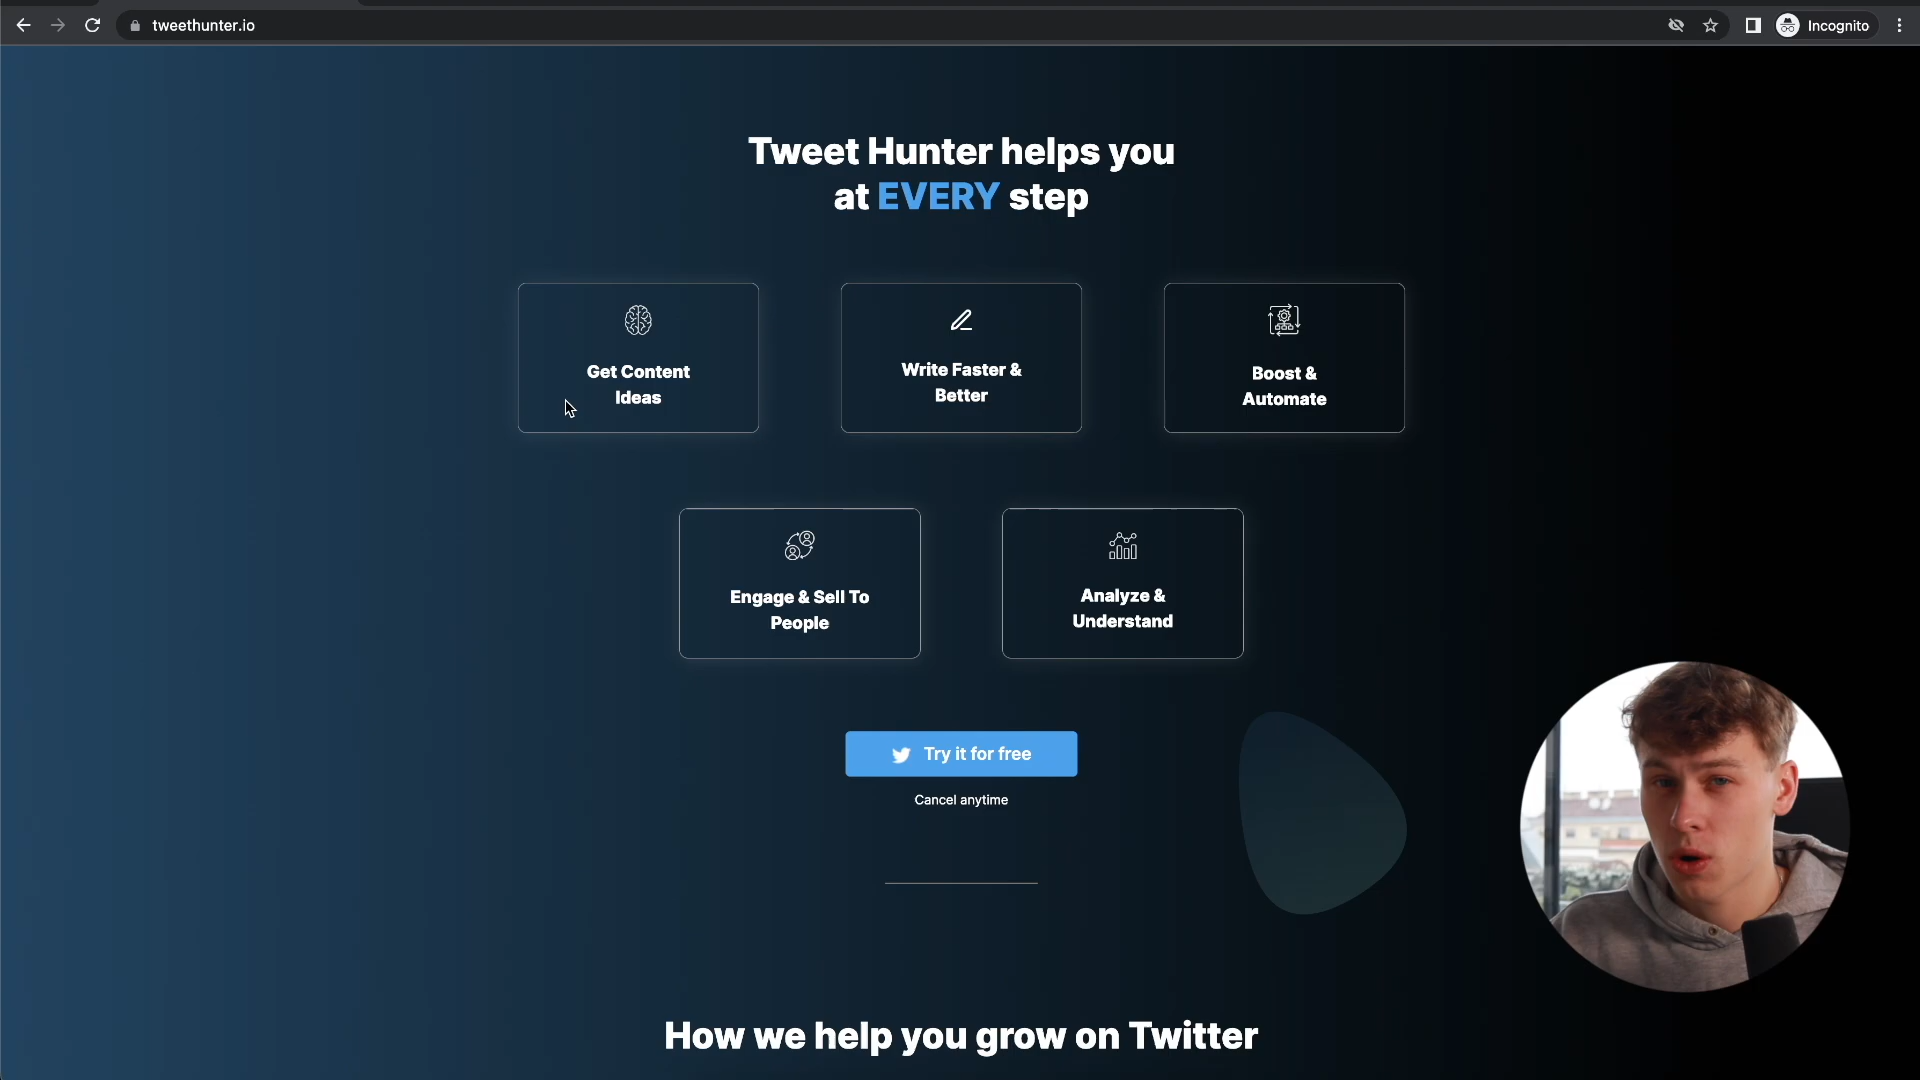 tweethunter.io
Incognito
Tweet Hunter helps you
at EVERY step
Get Content
Ideas
Write Faster &
Better
Boost &
Automate
Engage & Sell To
People
Analyze &
Understand
Try it for free
Cancel anytime
How we help you grow on Twitter